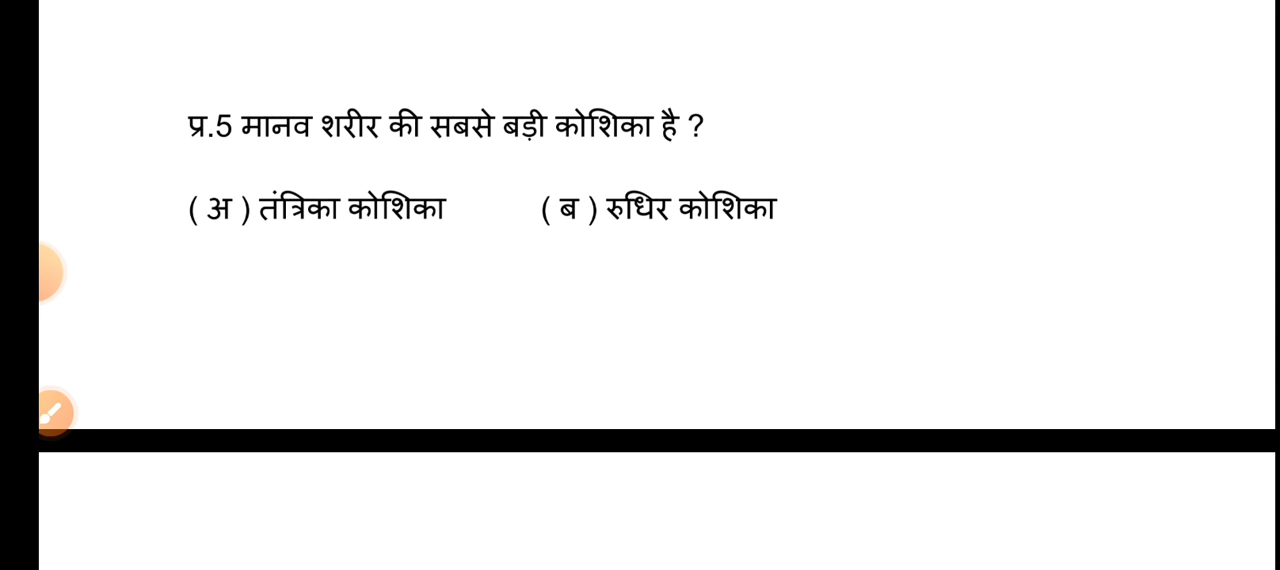 प्र.5 मानव शरीर की सबसे बड़ी कोशिका है ?
( अ ) तंत्रिका कोशिका ( ब ) रुधिर कोशिका